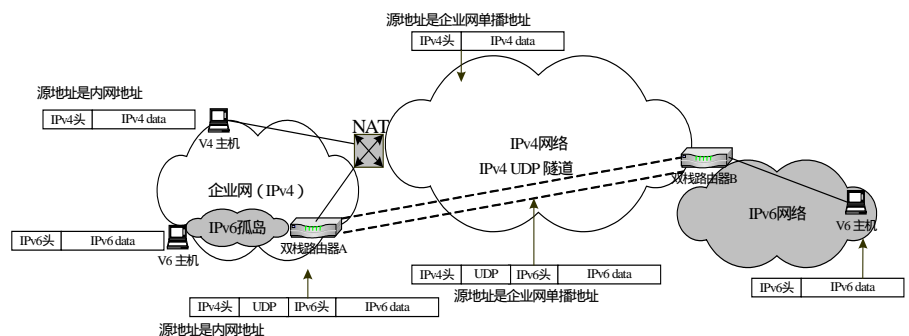 源地址是企业网单播地址
IPv4头 IPv4 data
源地址是内网地址
IPv4头 IPv4 data
V4 主机
NAT
IPv4网络
IPv4 UDP 隧道
双栈路由器B
企业网（IPv4）
IPv6孤岛
IPv6网络
V6 主机
IPv6头 IPv6 data
V6 主机
双栈路由器A
IPv4头 UDP IPv6头 IPv6 data
源地址是企业网单播地址
IPv6头 IPv6 data
IPv4头 UDP IPv6头 IPv6 data
源地址是内网地址